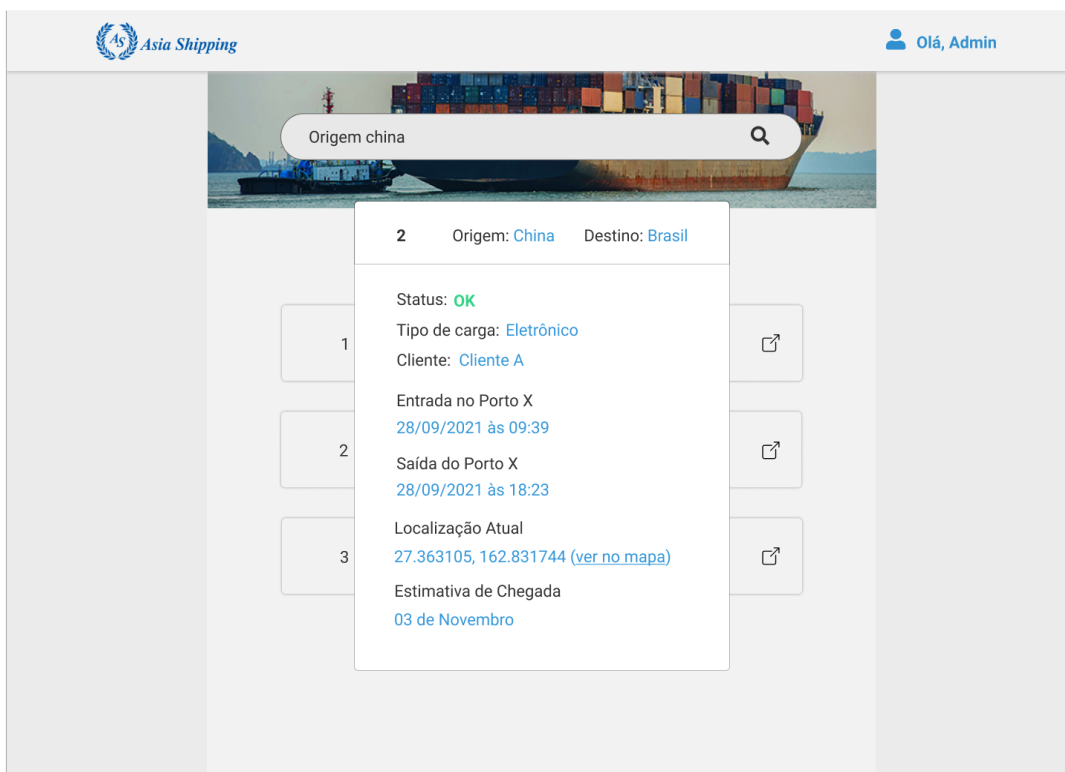 AS Asia Shipping
Olá, Admin
Origem china
2 Origem: China Destino: Brasil
Status: OK
Tipo de carga: Eletrônico
Cliente: Cliente A
Entrada no Porto X
28/09/2021 às 09:39
Saída do Porto X
28/09/2021 às 18:23
Localização Atual
27.363105, 162.831744 (ver no mapa)
Estimativa de Chegada
03 de Novembro
1
2
3